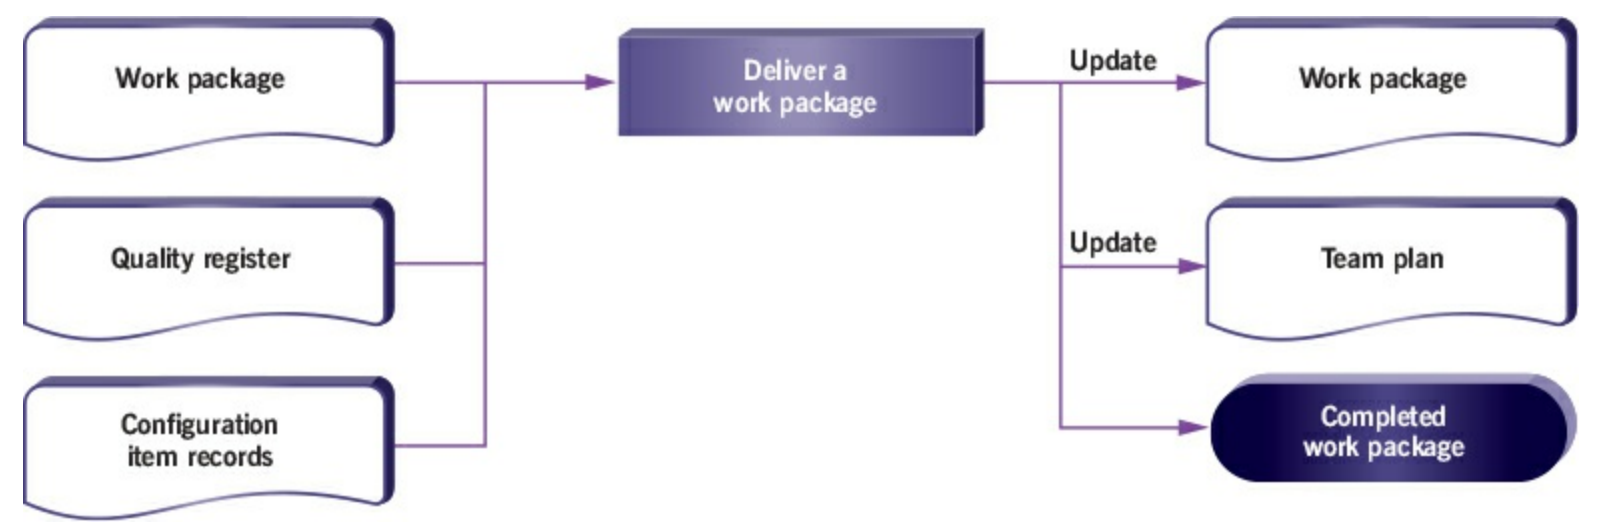 Work package
Deliver a
work package
Update
Work package
Quality register
Update
Team plan
Configuration
item records
Completed
work package